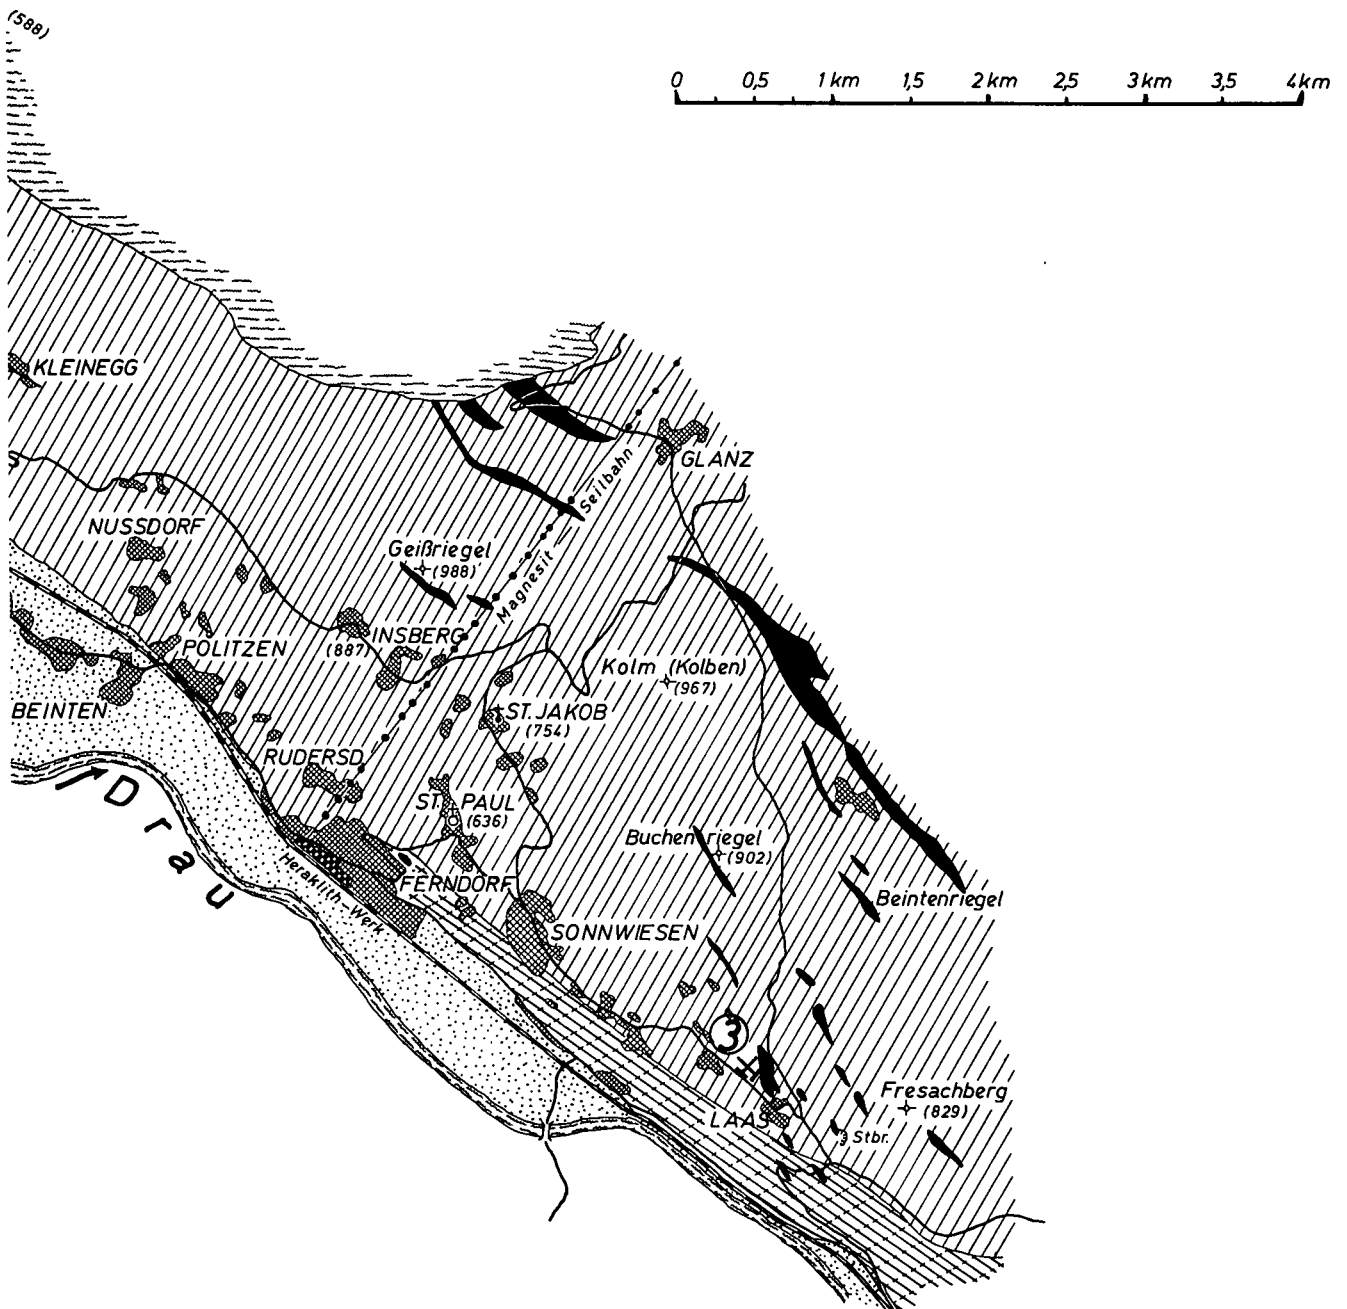 (588)
0 0,5 1 km 1,5 2 km 2,5 3 km 3,5 4 km
KLEINEGG
GLANZ
S
Seilbahn
NUSSDORF
Geißriegel
(988)
Magnesit
INSBERG
(887)
POLITZEN
Kolm (Kolben)
(967)
BEINTEN
ST. JAKOB
(754)
RUDERSD.
Drau
ST. PAUL
(636)
Buchenriegel
(902)
Heraklith-Werk
FERNDORF
Beintenriegel
SONNWIESEN
3
Fresachberg
(829)
LAAS
Stbr.